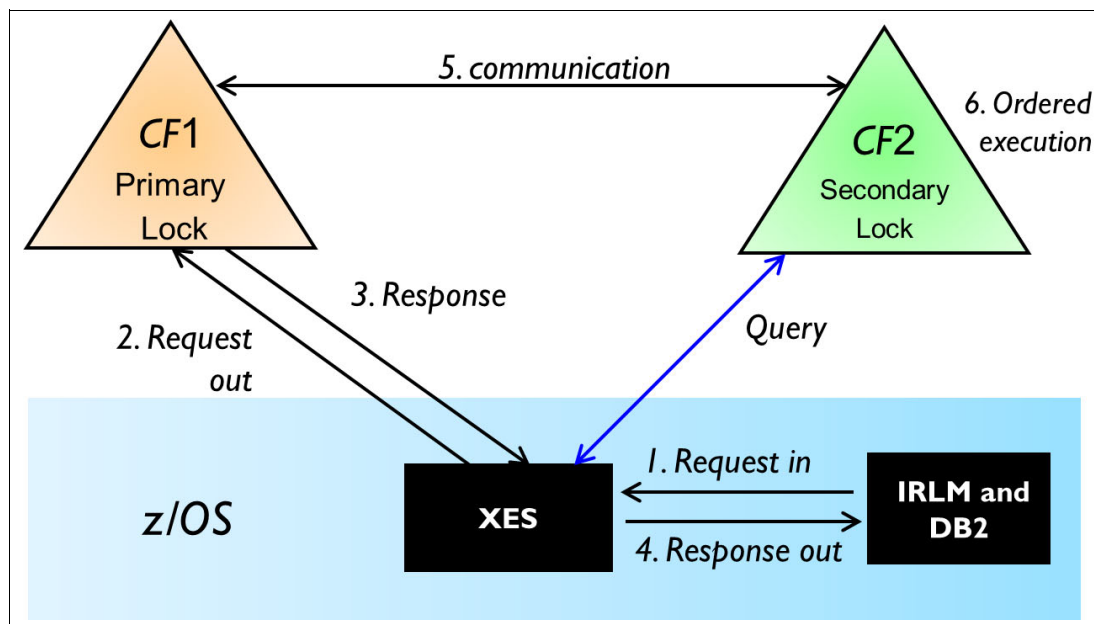 5. communication
CF1
Primary
Lock
CF2
Secondary
Lock
6. Ordered
execution
3. Response
2. Request
out
Query
z/OS
XES
1. Request in
4. Response out
IRLM and
DB2